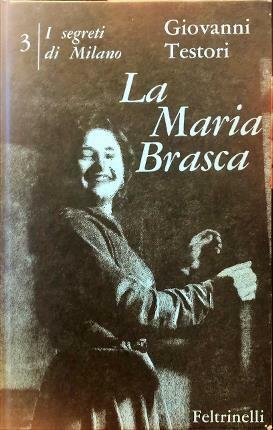 3
I segreti
di Milano
Giovanni
Testori
La
Maria
Brasca
Feltrinelli